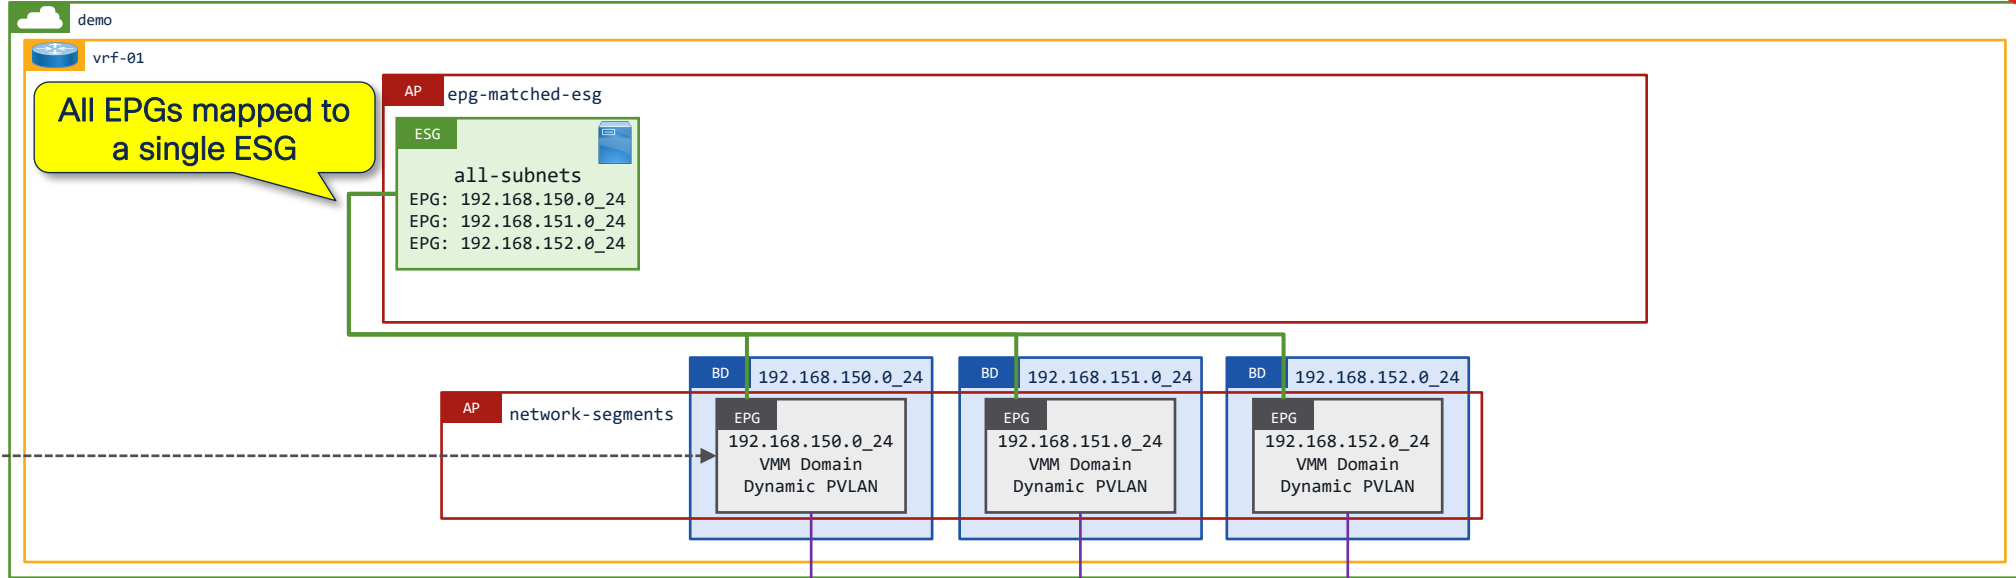 demo
vrf-01
All EPGs mapped to
a single ESG
AP
epg-matched-esg
ESG
all-subnets
EPG: 192.168.150.0_24
EPG: 192.168.151.0_24
EPG: 192.168.152.0_24
BD
192.168.150.0_24
BD
192.168.151.0_24
BD
192.168.152.0_24
AP
network-segments
EPG
192.168.150.0_24
VMM Domain
Dynamic PVLAN
EPG
192.168.151.0_24
VMM Domain
Dynamic PVLAN
EPG
192.168.152.0_24
VMM Domain
Dynamic PVLAN